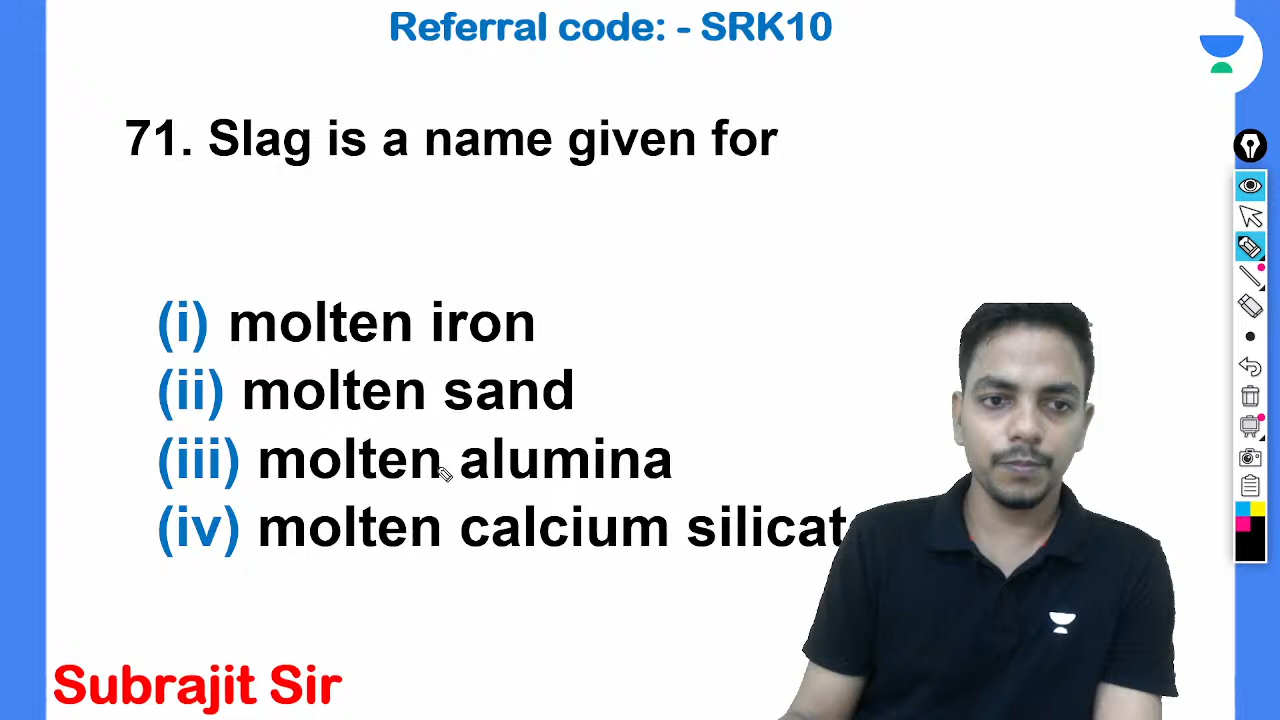 Referral code: - SRK10
71. Slag is a name given for
(i) molten iron
(ii) molten sand
(iii) molten alumina
(iv) molten calcium
Subrajit Sir